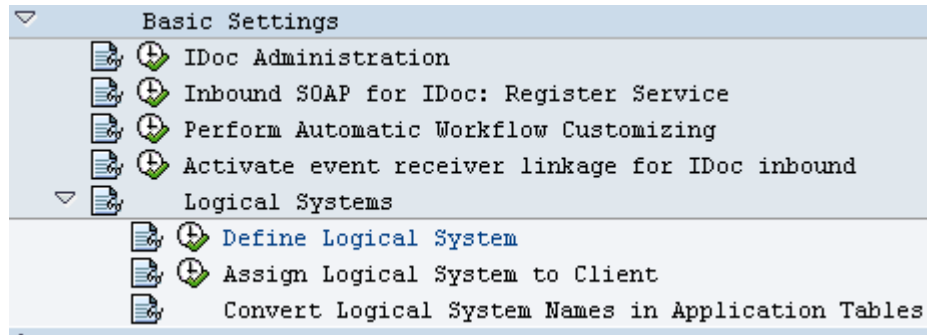 Basic Settings
IDoc Administration
Inbound SOAP for IDoc: Register Service
Perform Automatic Workflow Customizing
Activate event receiver linkage for IDoc inbound
Logical Systems
Define Logical System
Assign Logical System to Client
Convert Logical System Names in Application Tables